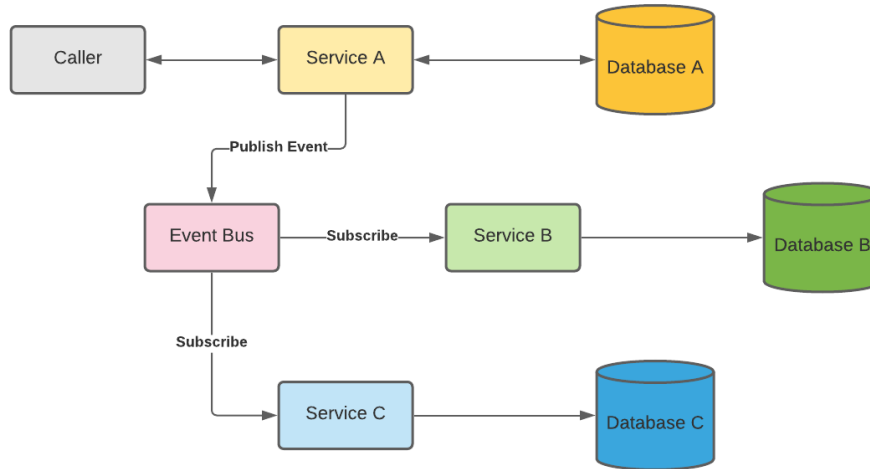 Caller
Service A
Database A
Publish Event
Event Bus
Subscribe
Service B
Database B
Subscribe
Service C
Database C